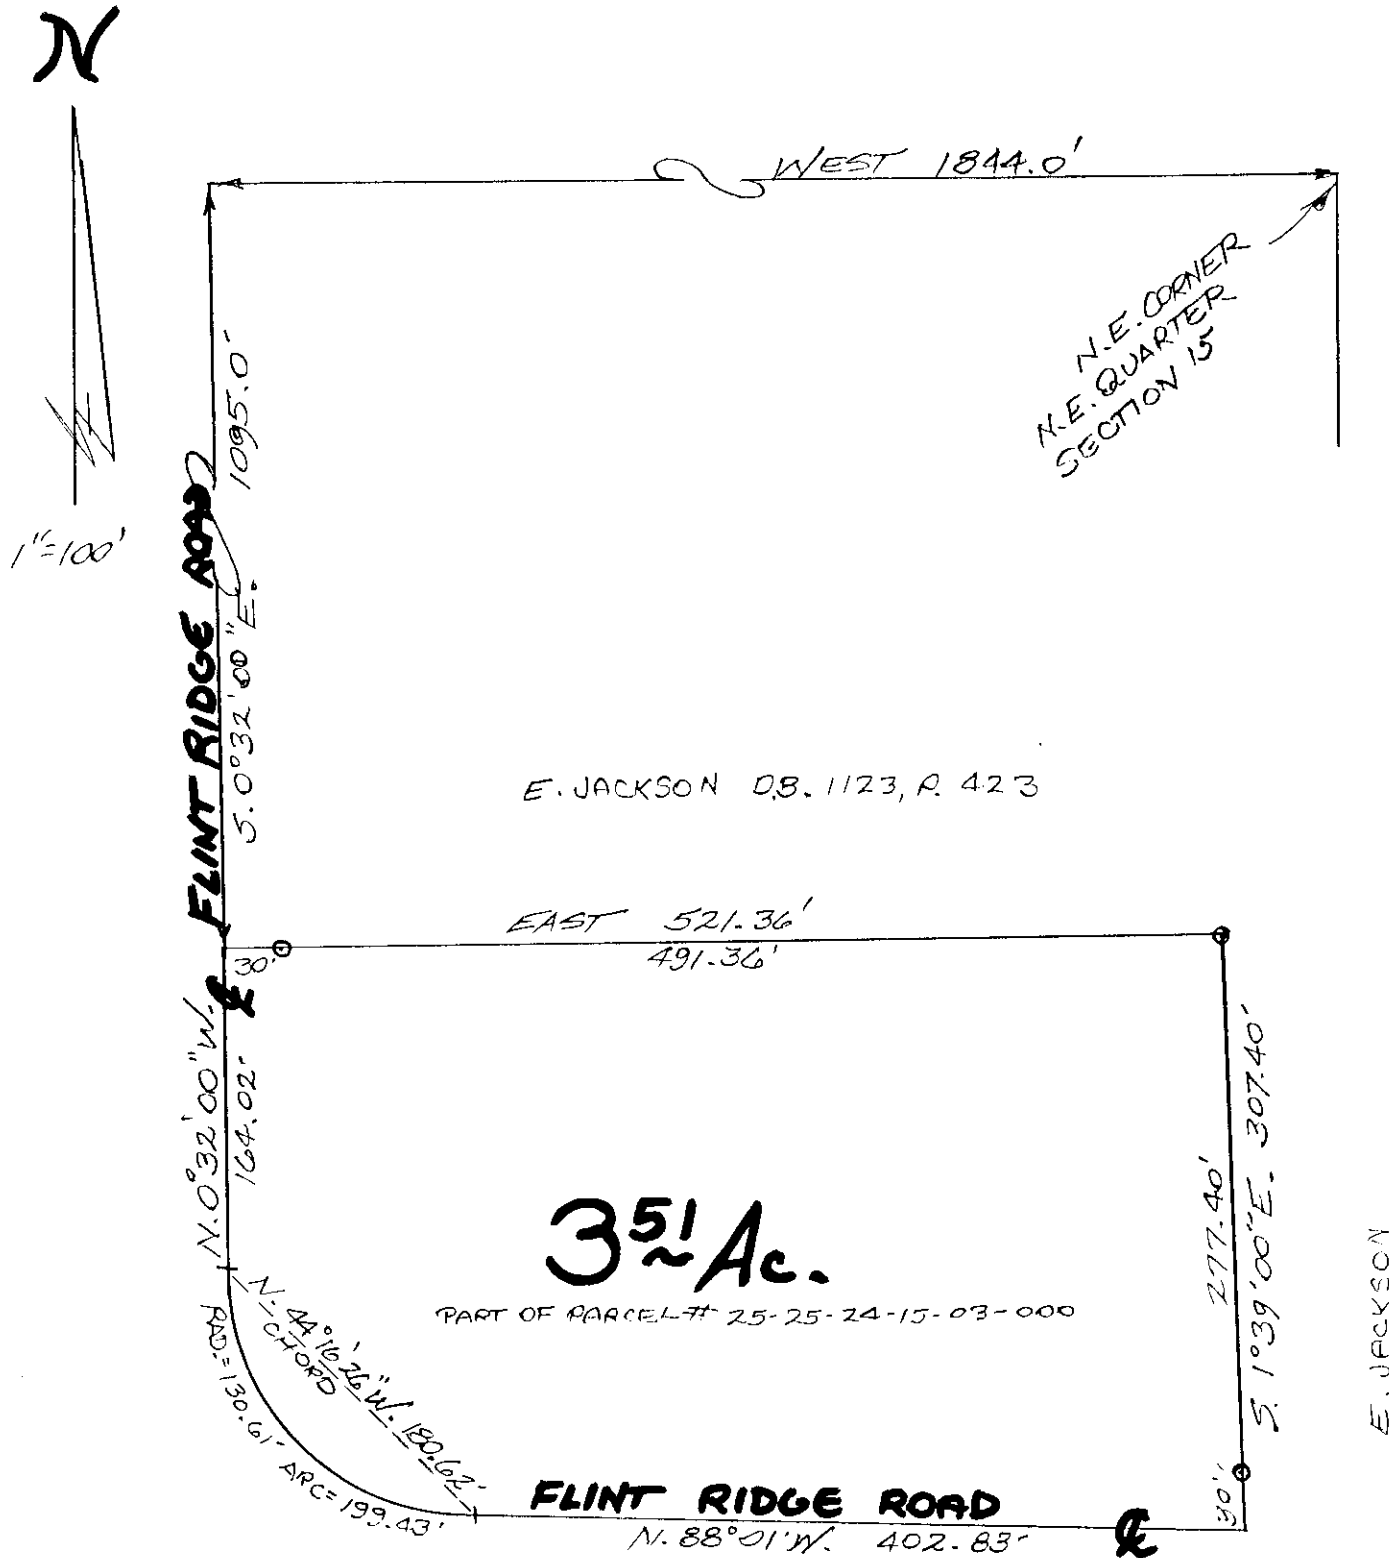 N
WEST 1844.0'
N.E. CORNER
N.E. QUARTER
SECTION 15
1"=100'
1095.0'
FLINT RIDGE ROAD
S. 0°32'00" E.
E. JACKSON D.B. 1123, P. 423
EAST 521.36'
491.36'
30'
℄
N. 0°32'00" W.
164.02'
S. 1°39'00" E. 307.40'
277.40'
3 51 Ac.
PART OF PARCEL # 25-25-24-15-03-000
E. JACKSON
N. 44°16'26" W. 180.62'
CHORD
RAD.=130.61' ARC=199.43'
30'
FLINT RIDGE ROAD
℄
N. 88°01' W. 402.83'